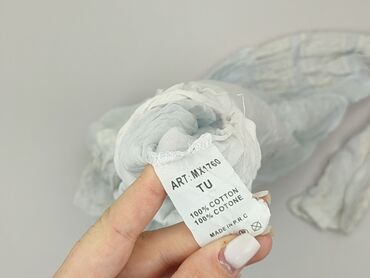 ART.:MX1760
TU
100% COTTON
100% COTONE
MADE IN P.R.C